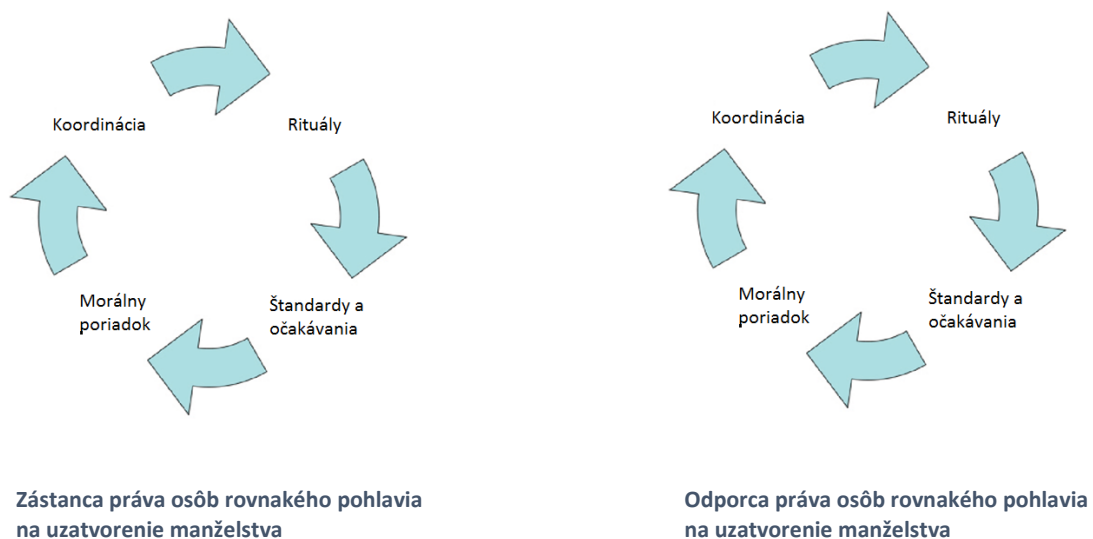 Koordinácia
Rituály
Štandardy a
očakávania
Morálny
poriadok
Zástanca práva osôb rovnakého pohlavia
na uzatvorenie manželstva
Koordinácia
Rituály
Štandardy a
očakávania
Morálny
poriadok
Odporca práva osôb rovnakého pohlavia
na uzatvorenie manželstva